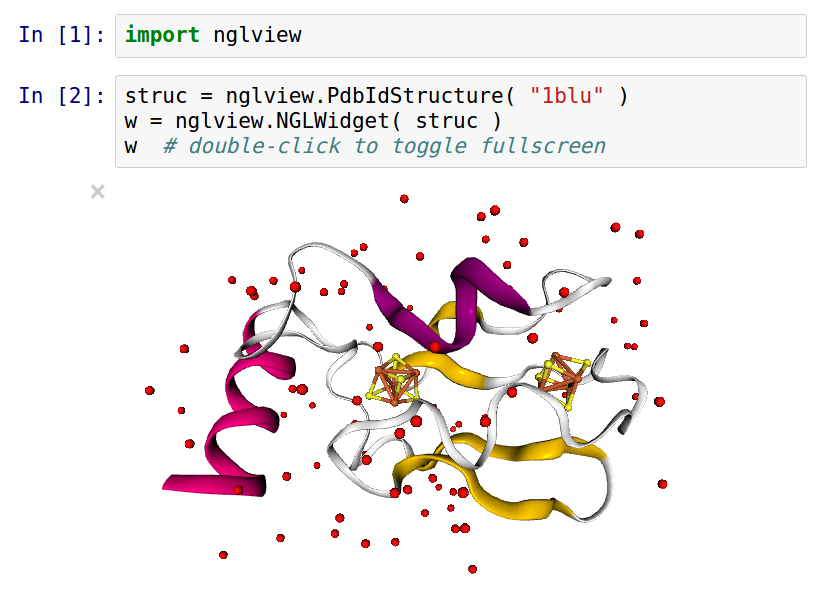 In [1]: import nglview
In [2]: struc = nglview.PdbIdStructure( "1blu" )
w = nglview.NGLWidget( struc )
w  # double-click to toggle fullscreen
×